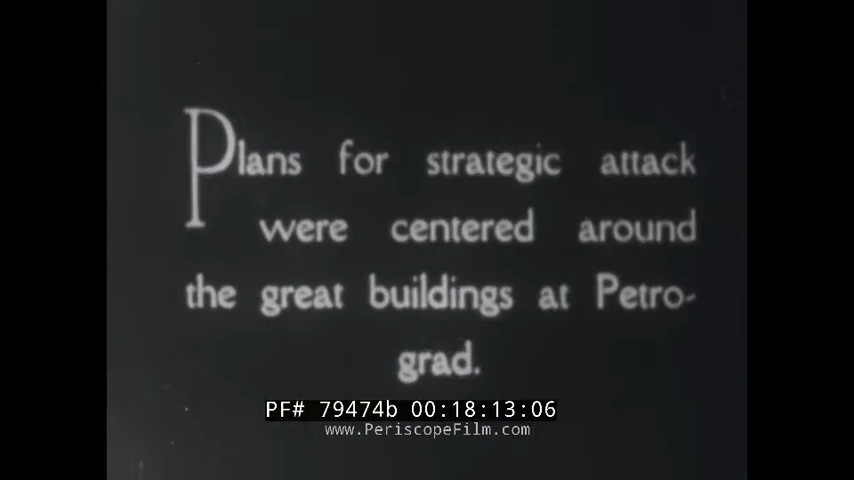 Plans for strategic attack
were centered around
the great buildings at Petro-
grad.
PF# 79474b 00:18:13:06
www.PeriscopeFilm.com